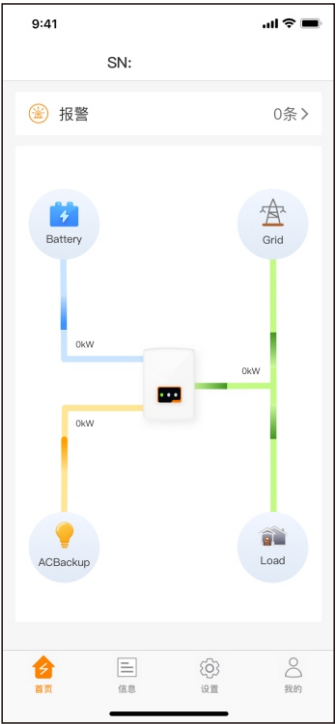 9:41
SN:
报警 0条
Battery
Grid
0kW
0kW
0kW
ACBackup
Load
首页 信息 设置 我的